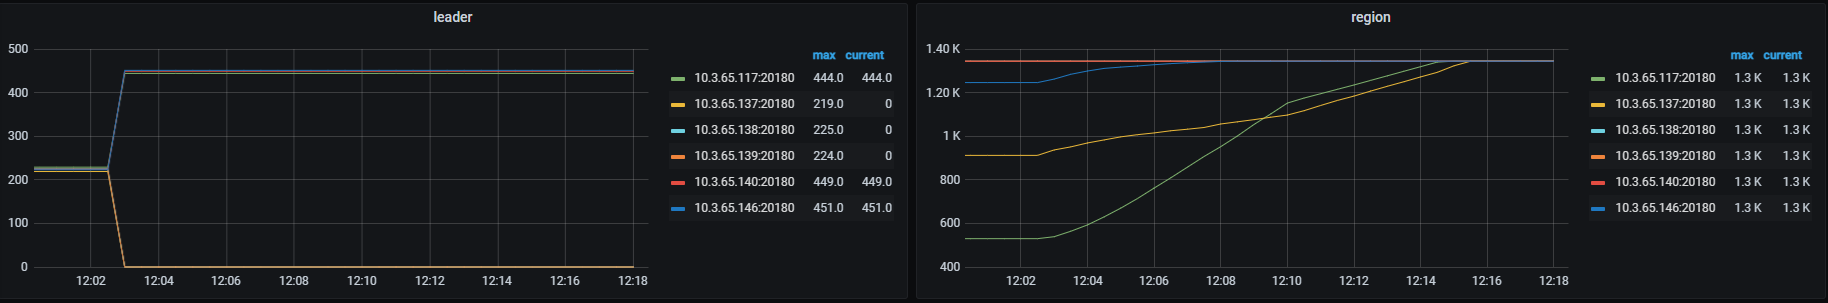 leader
500
400
300
200
100
0
12:02 12:04 12:06 12:08 12:10 12:12 12:14 12:16 12:18
max current
10.3.65.117:20180 444.0 444.0
10.3.65.137:20180 219.0 0
10.3.65.138:20180 225.0 0
10.3.65.139:20180 224.0 0
10.3.65.140:20180 449.0 449.0
10.3.65.146:20180 451.0 451.0
region
1.40 K
1.20 K
1 K
800
600
400
12:02 12:04 12:06 12:08 12:10 12:12 12:14 12:16 12:18
max current
10.3.65.117:20180 1.3 K 1.3 K
10.3.65.137:20180 1.3 K 1.3 K
10.3.65.138:20180 1.3 K 1.3 K
10.3.65.139:20180 1.3 K 1.3 K
10.3.65.140:20180 1.3 K 1.3 K
10.3.65.146:20180 1.3 K 1.3 K